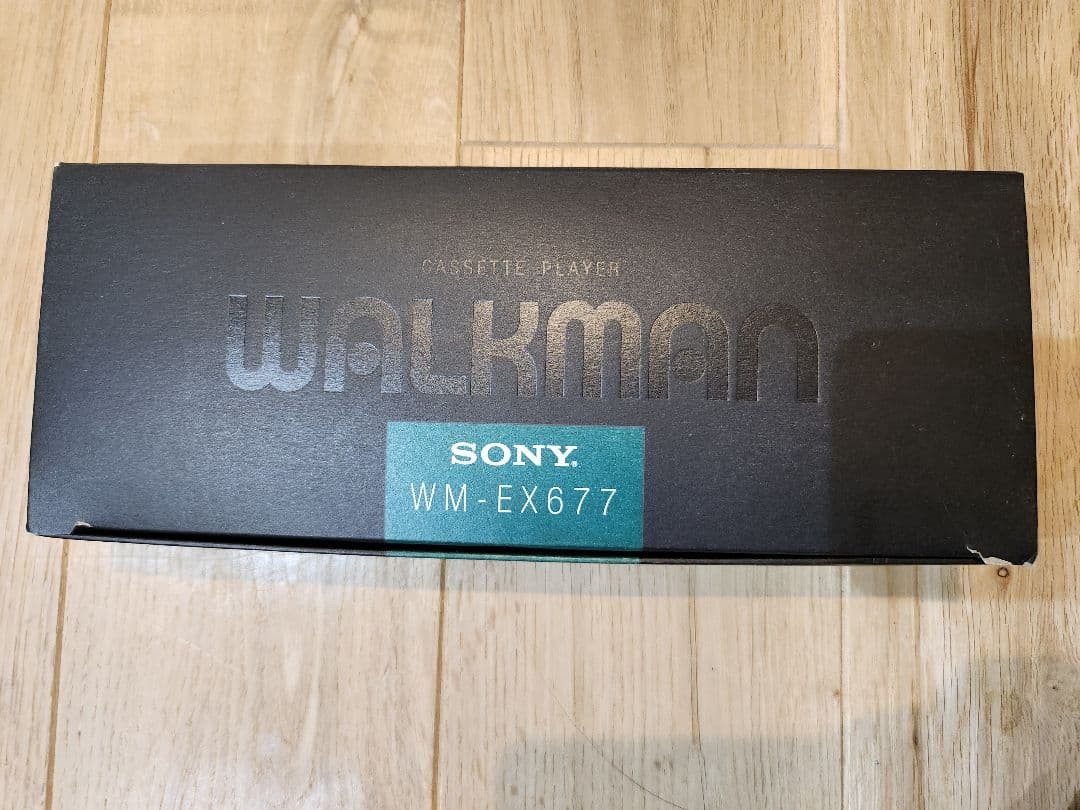 CASSETTE PLAYER
WALKMAN
SONY.
WM-EX677